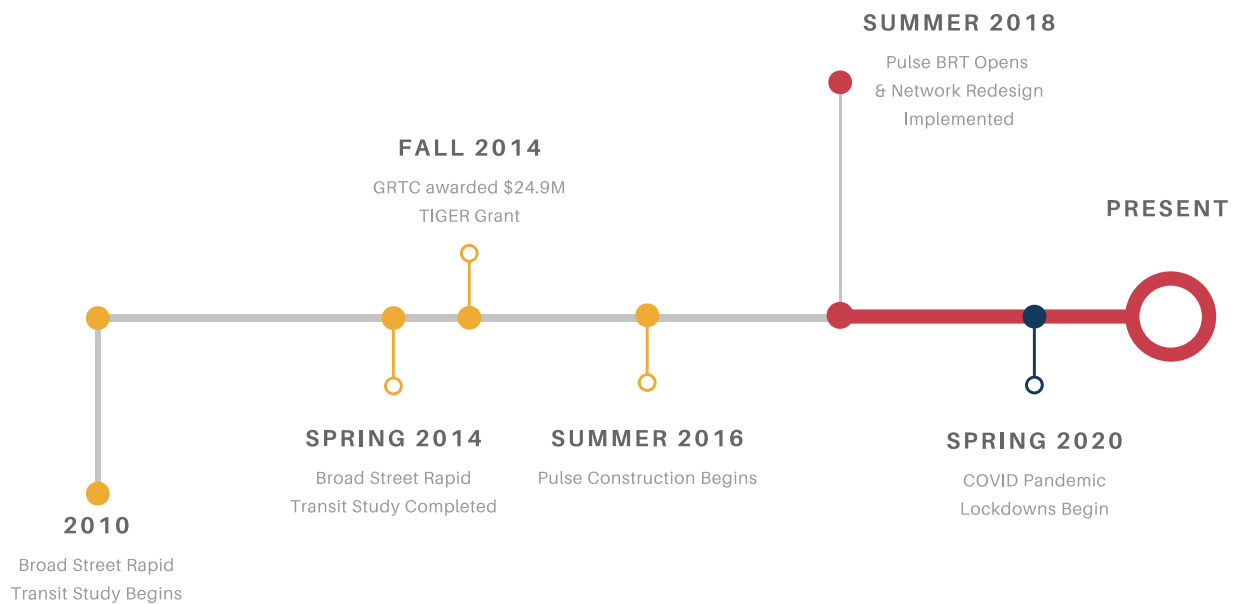 2010
Broad Street Rapid
Transit Study Begins
SPRING 2014
Broad Street Rapid
Transit Study Completed
FALL 2014
GRTC awarded $24.9M
TIGER Grant
SUMMER 2016
Pulse Construction Begins
SUMMER 2018
Pulse BRT Opens
& Network Redesign
Implemented
SPRING 2020
COVID Pandemic
Lockdowns Begin
PRESENT